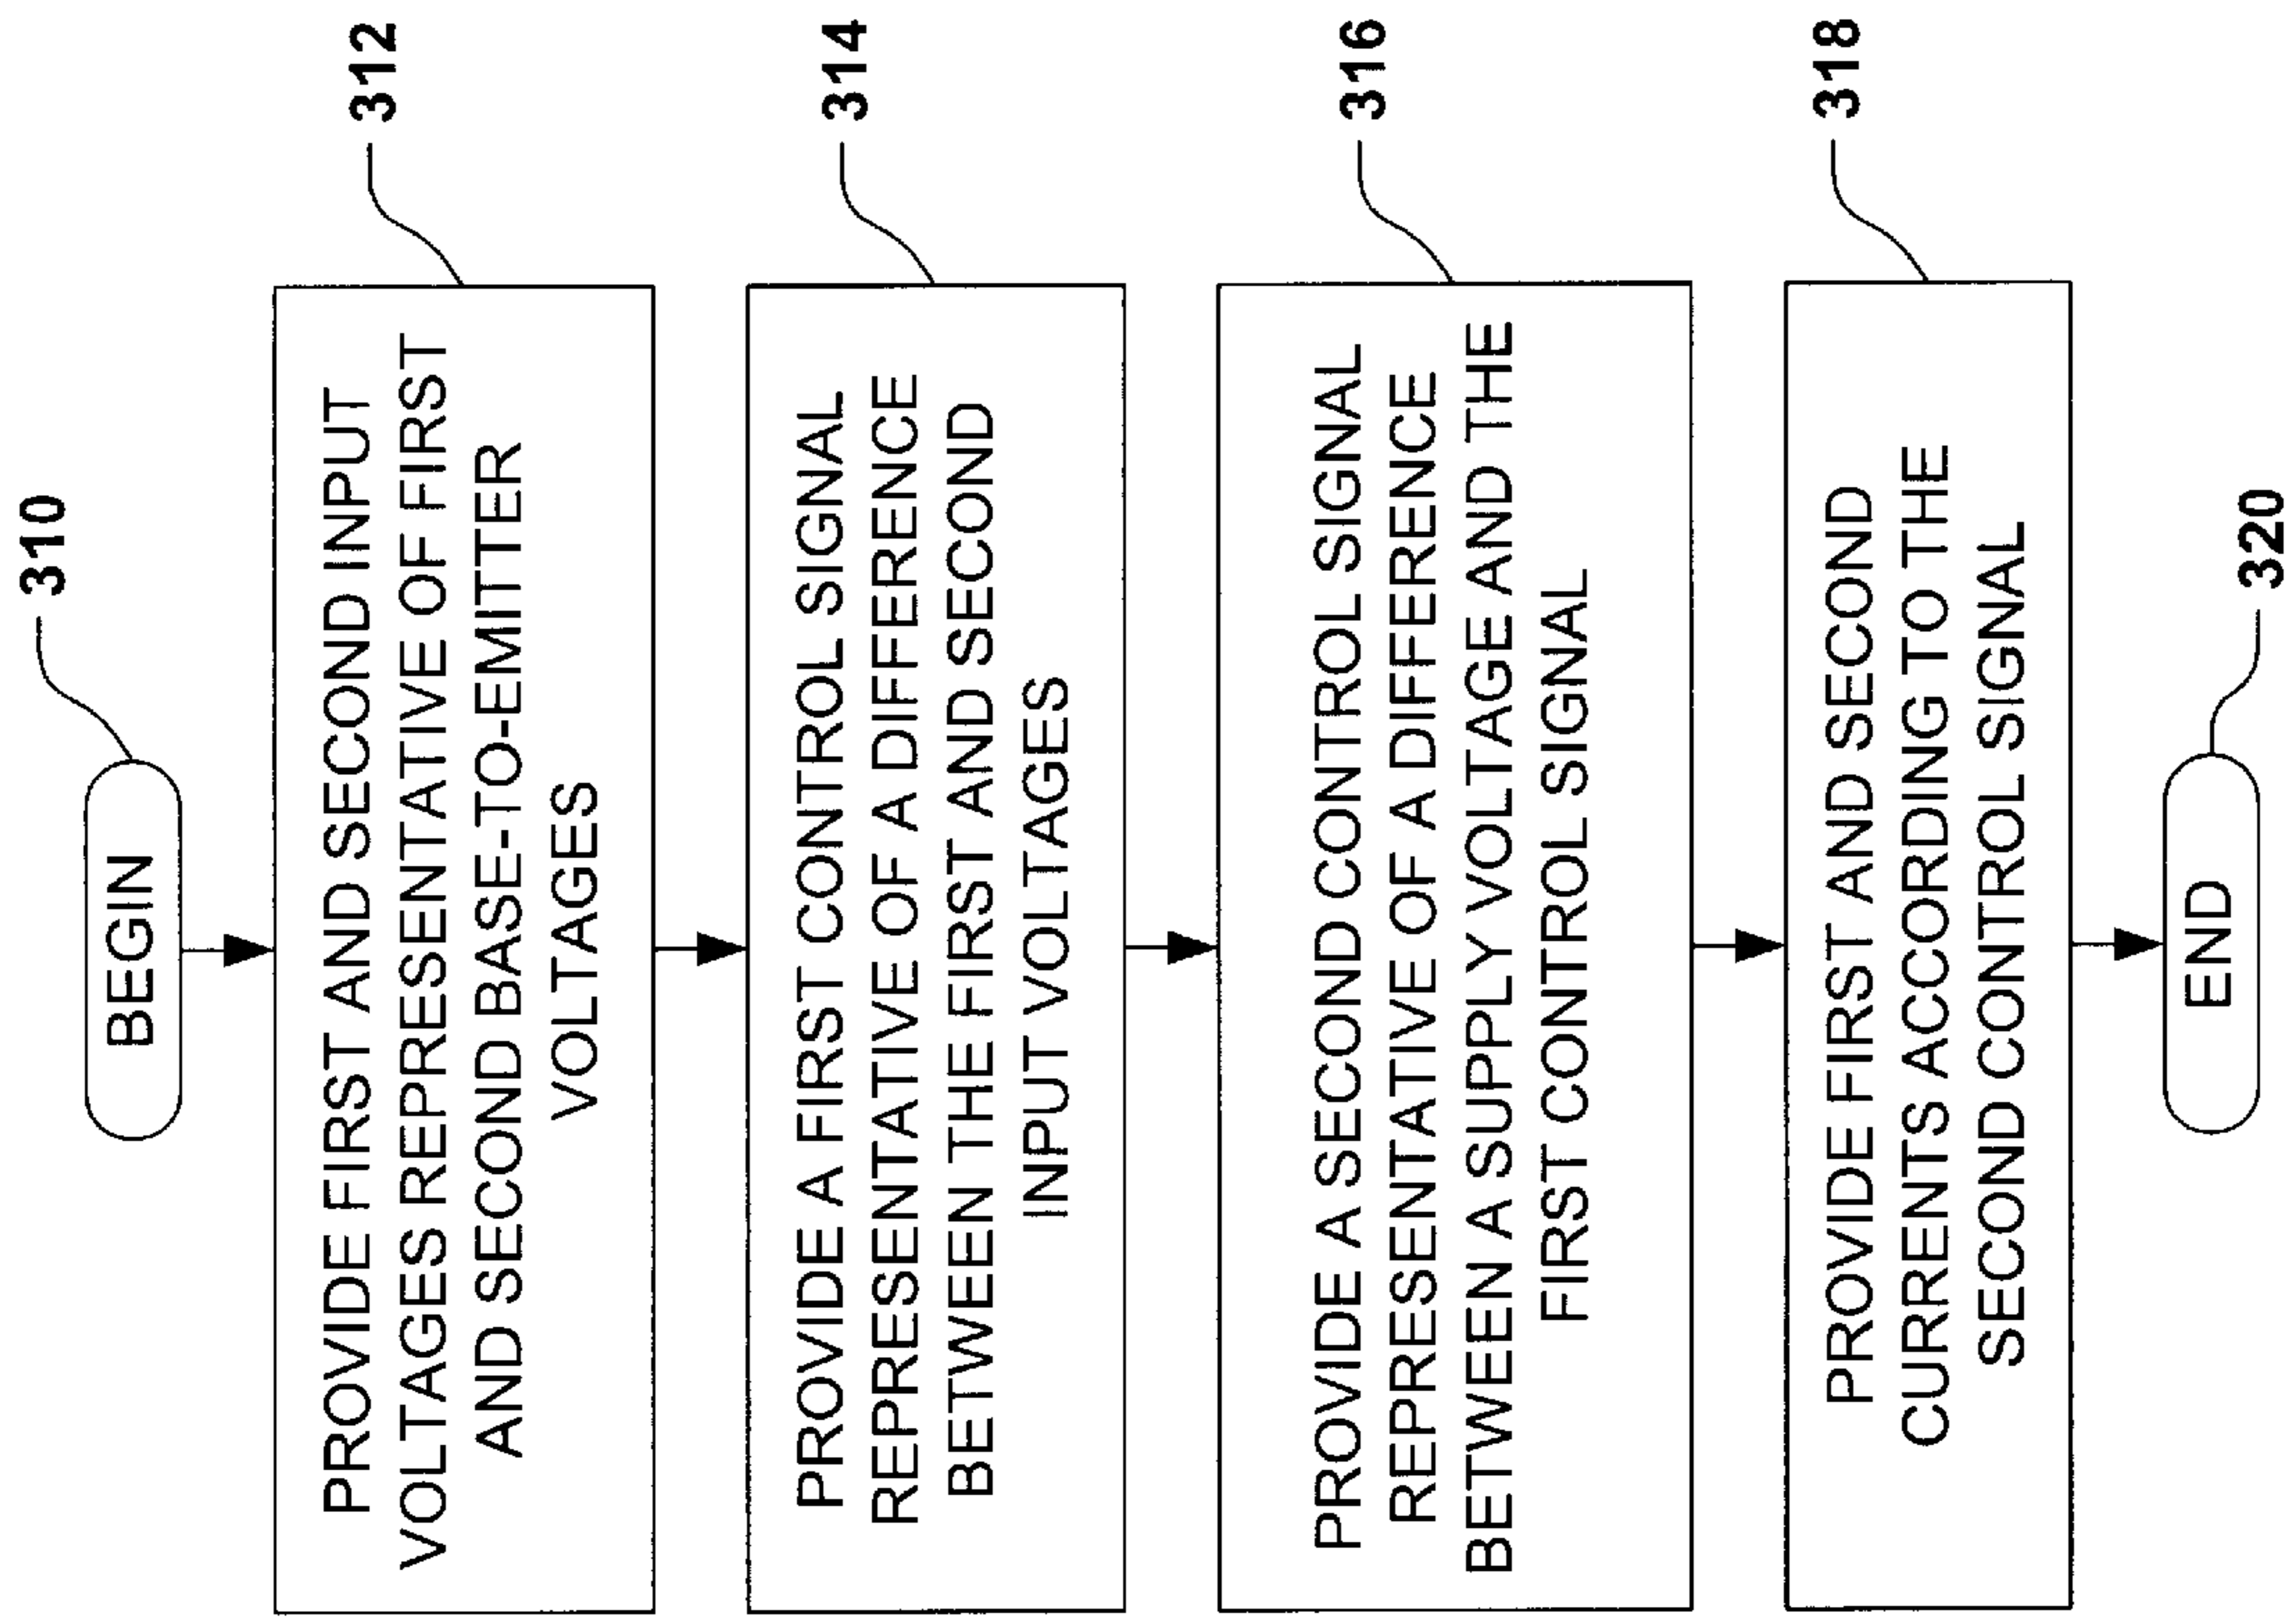 310
BEGIN
312
PROVIDE FIRST AND SECOND INPUT
VOLTAGES REPRESENTATIVE OF FIRST
AND SECOND BASE-TO-EMITTER
VOLTAGES
314
PROVIDE A FIRST CONTROL SIGNAL
REPRESENTATIVE OF A DIFFERENCE
BETWEEN THE FIRST AND SECOND
INPUT VOLTAGES
316
PROVIDE A SECOND CONTROL SIGNAL
REPRESENTATIVE OF A DIFFERENCE
BETWEEN A SUPPLY VOLTAGE AND THE
FIRST CONTROL SIGNAL
318
PROVIDE FIRST AND SECOND
CURRENTS ACCORDING TO THE
SECOND CONTROL SIGNAL
320
END